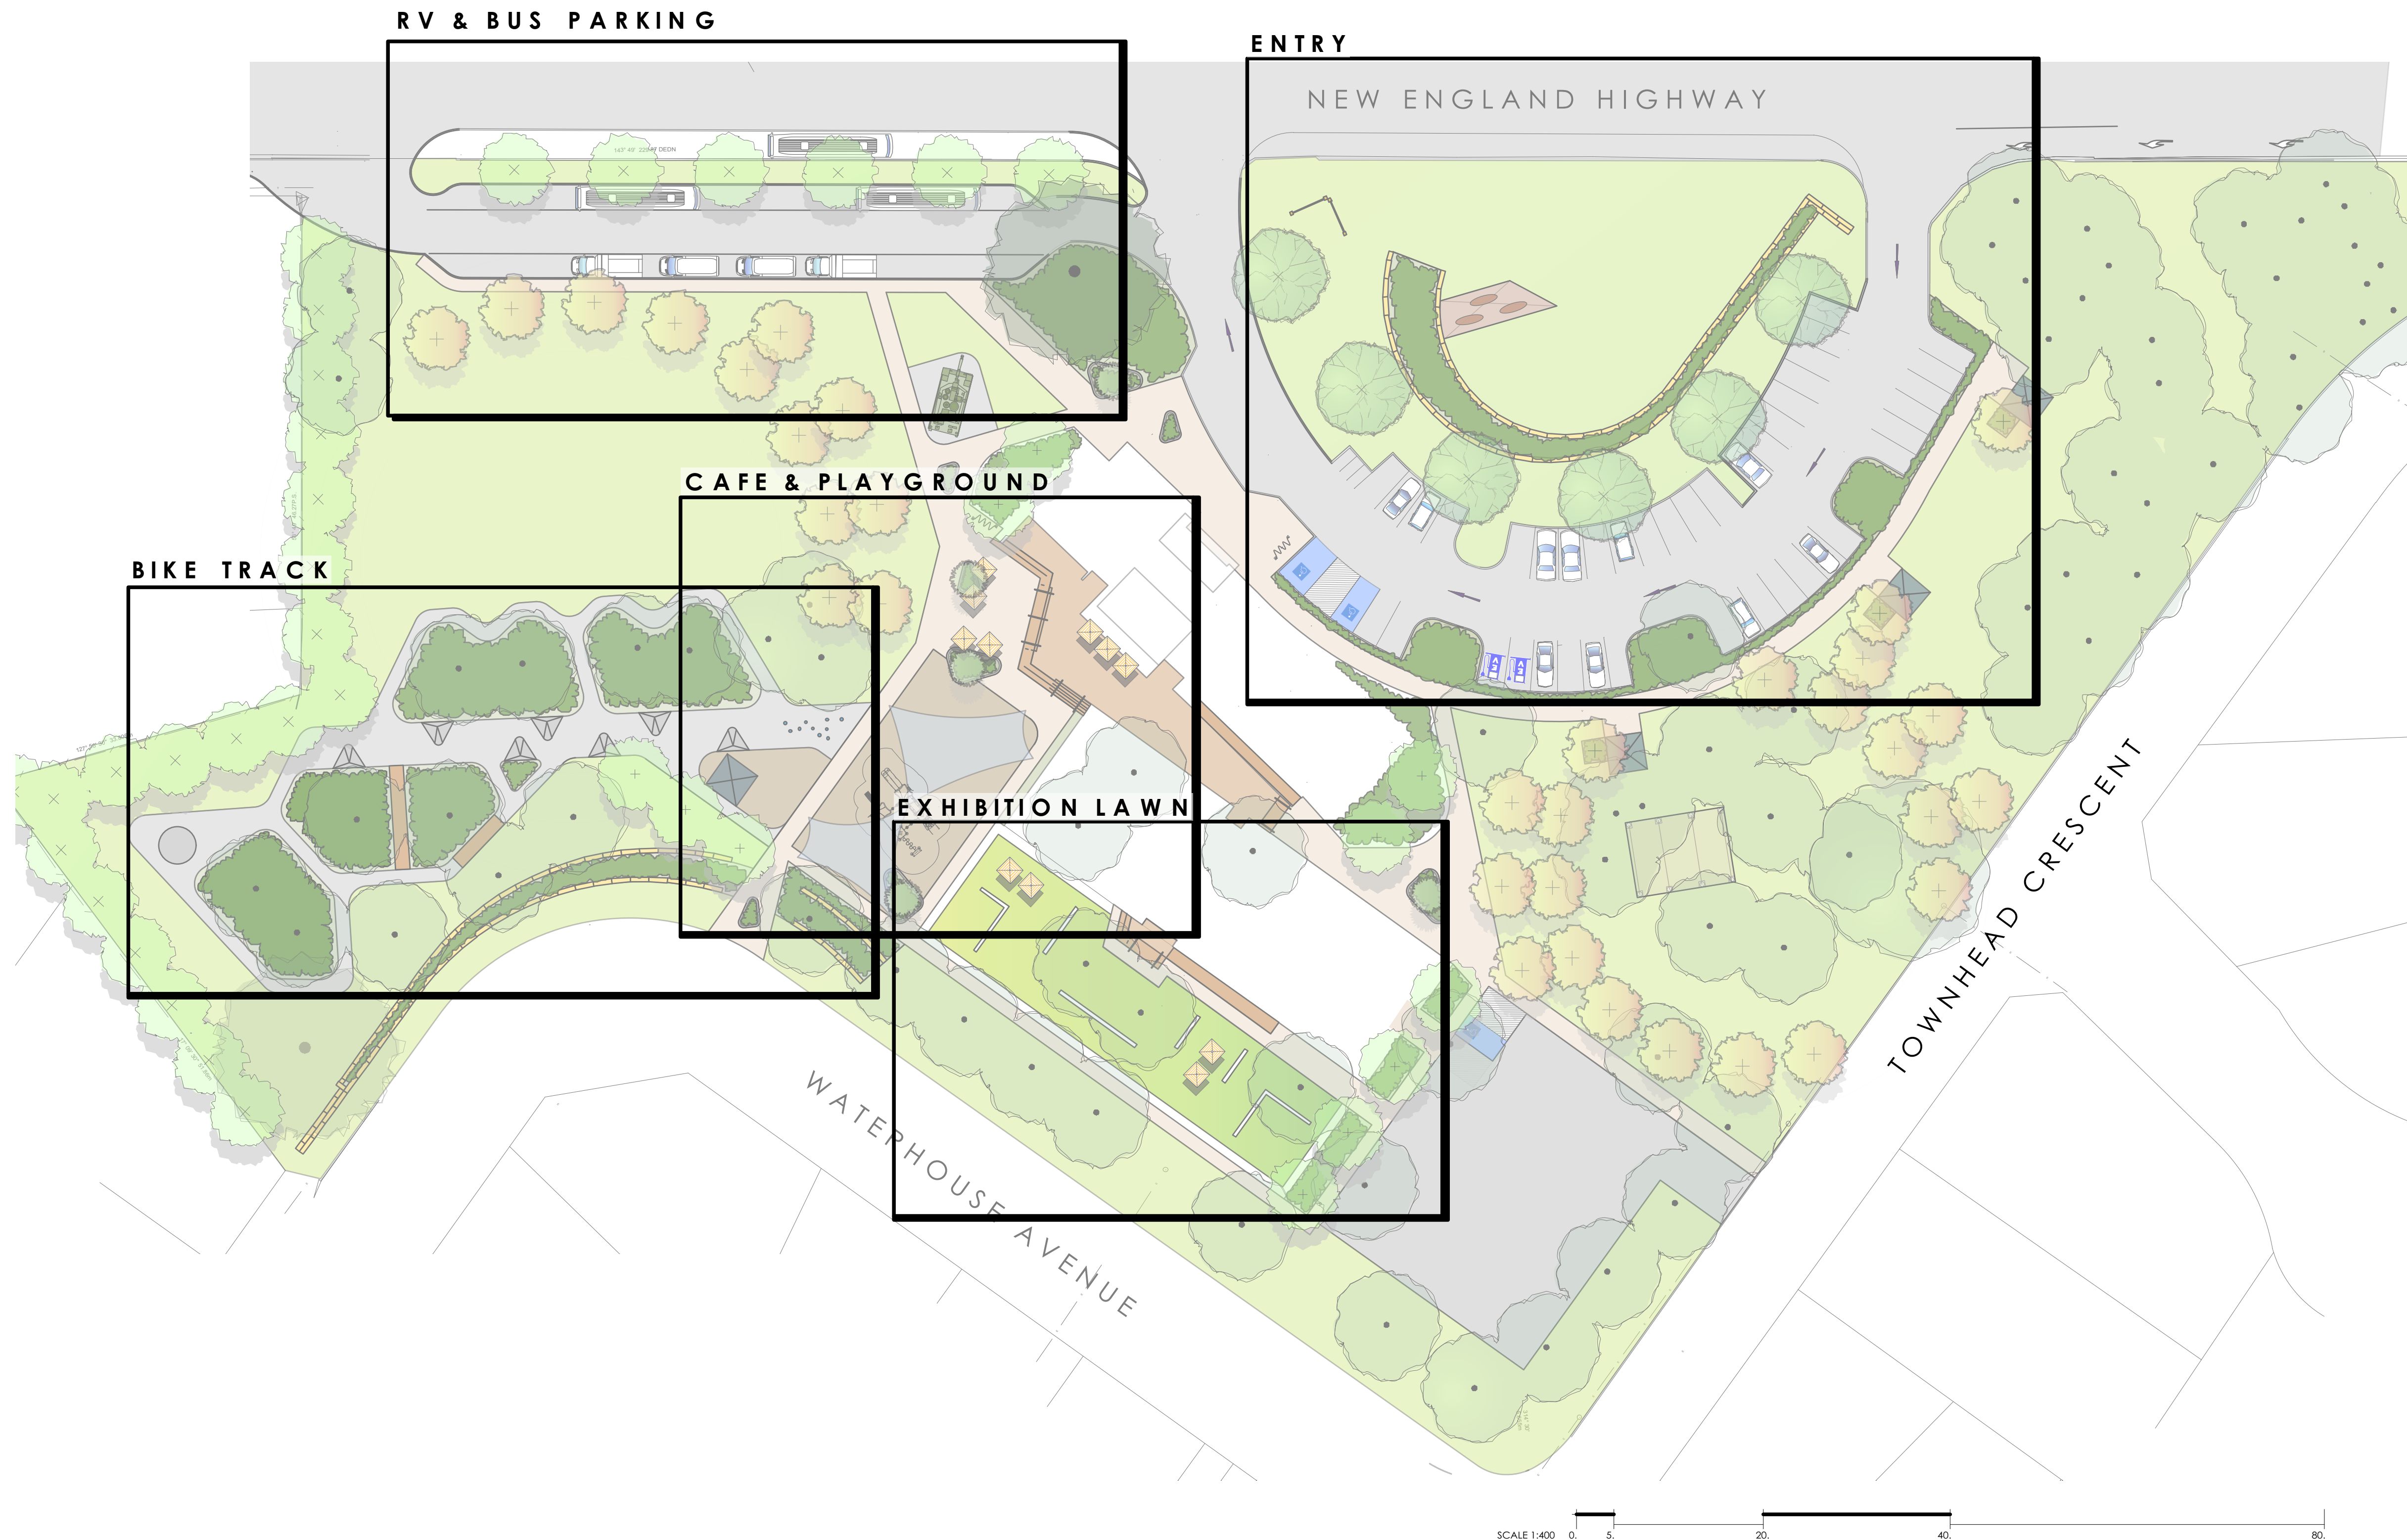 RV & BUS PARKING
ENTRY
NEW ENGLAND HIGHWAY
CAFE & PLAYGROUND
BIKE TRACK
EXHIBITION LAWN
TOWNHEAD CRESCENT
WATERHOUSE AVENUE
SCALE 1:400 0. 5. 20. 40. 80.